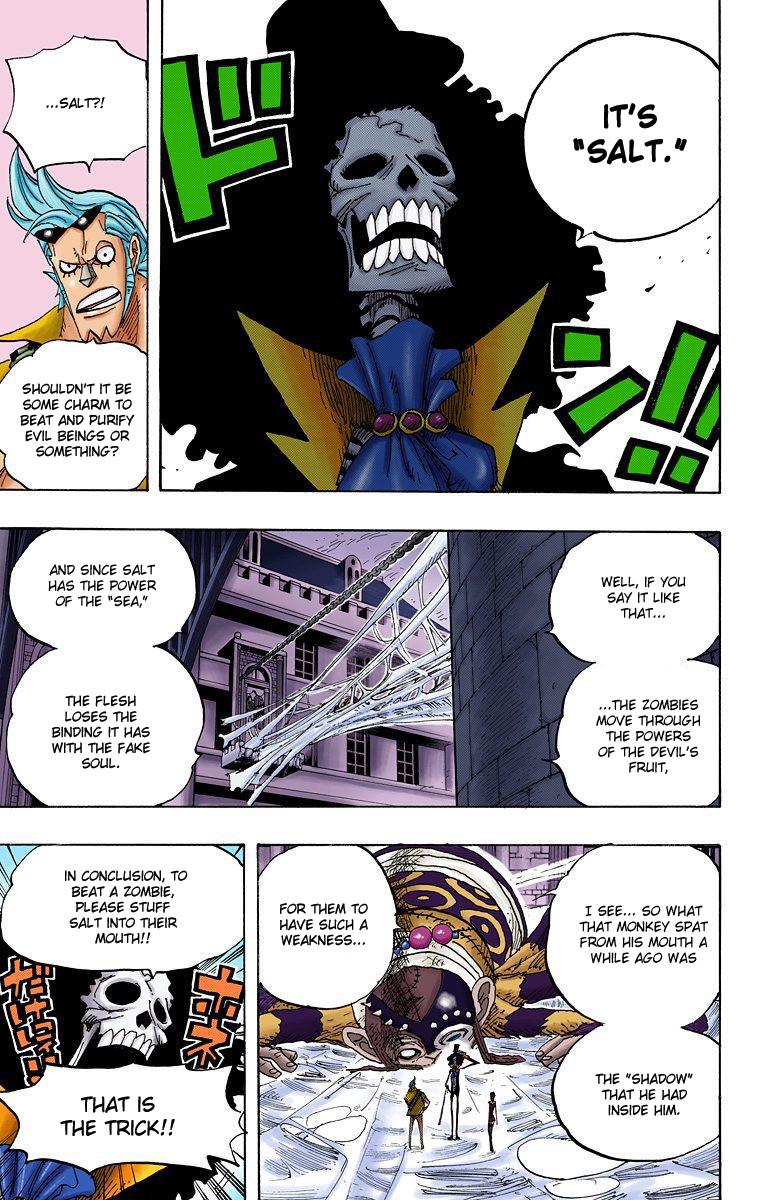 IT'S
"SALT."
ド
ン!!
...SALT?!
SHOULDN'T IT BE
SOME CHARM TO
BEAT AND PURIFY
EVIL BEINGS OR
SOMETHING?
WELL, IF YOU
SAY IT LIKE
THAT...
...THE ZOMBIES
MOVE THROUGH
THE POWERS
OF THE DEVIL'S
FRUIT,
AND SINCE SALT
HAS THE POWER
OF THE "SEA,"
THE FLESH
LOSES THE
BINDING IT HAS
WITH THE FAKE
SOUL.
I SEE... SO WHAT
THAT MONKEY SPAT
FROM HIS MOUTH A
WHILE AGO WAS
THE "SHADOW"
THAT HE HAD
INSIDE HIM.
FOR THEM TO
HAVE SUCH A
WEAKNESS...
IN CONCLUSION, TO
BEAT A ZOMBIE,
PLEASE STUFF
SALT INTO THEIR
MOUTH!!
ホネ
THAT IS
THE TRICK!!